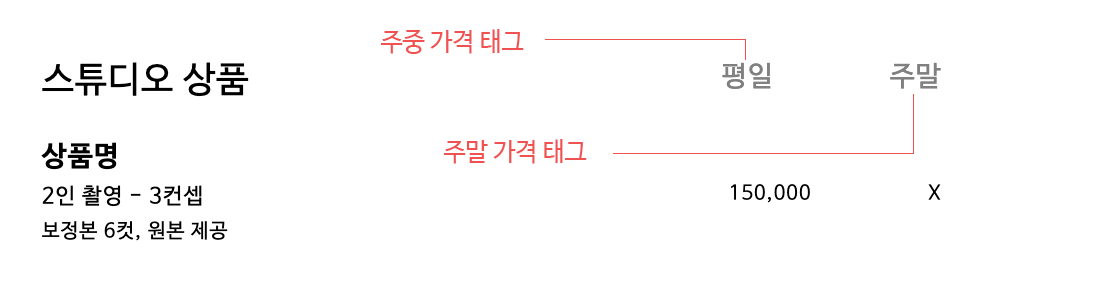 주중 가격 태그
스튜디오 상품 평일 주말
상품명
주말 가격 태그
2인 촬영 - 3컨셉 150,000 X
보정본 6컷, 원본 제공